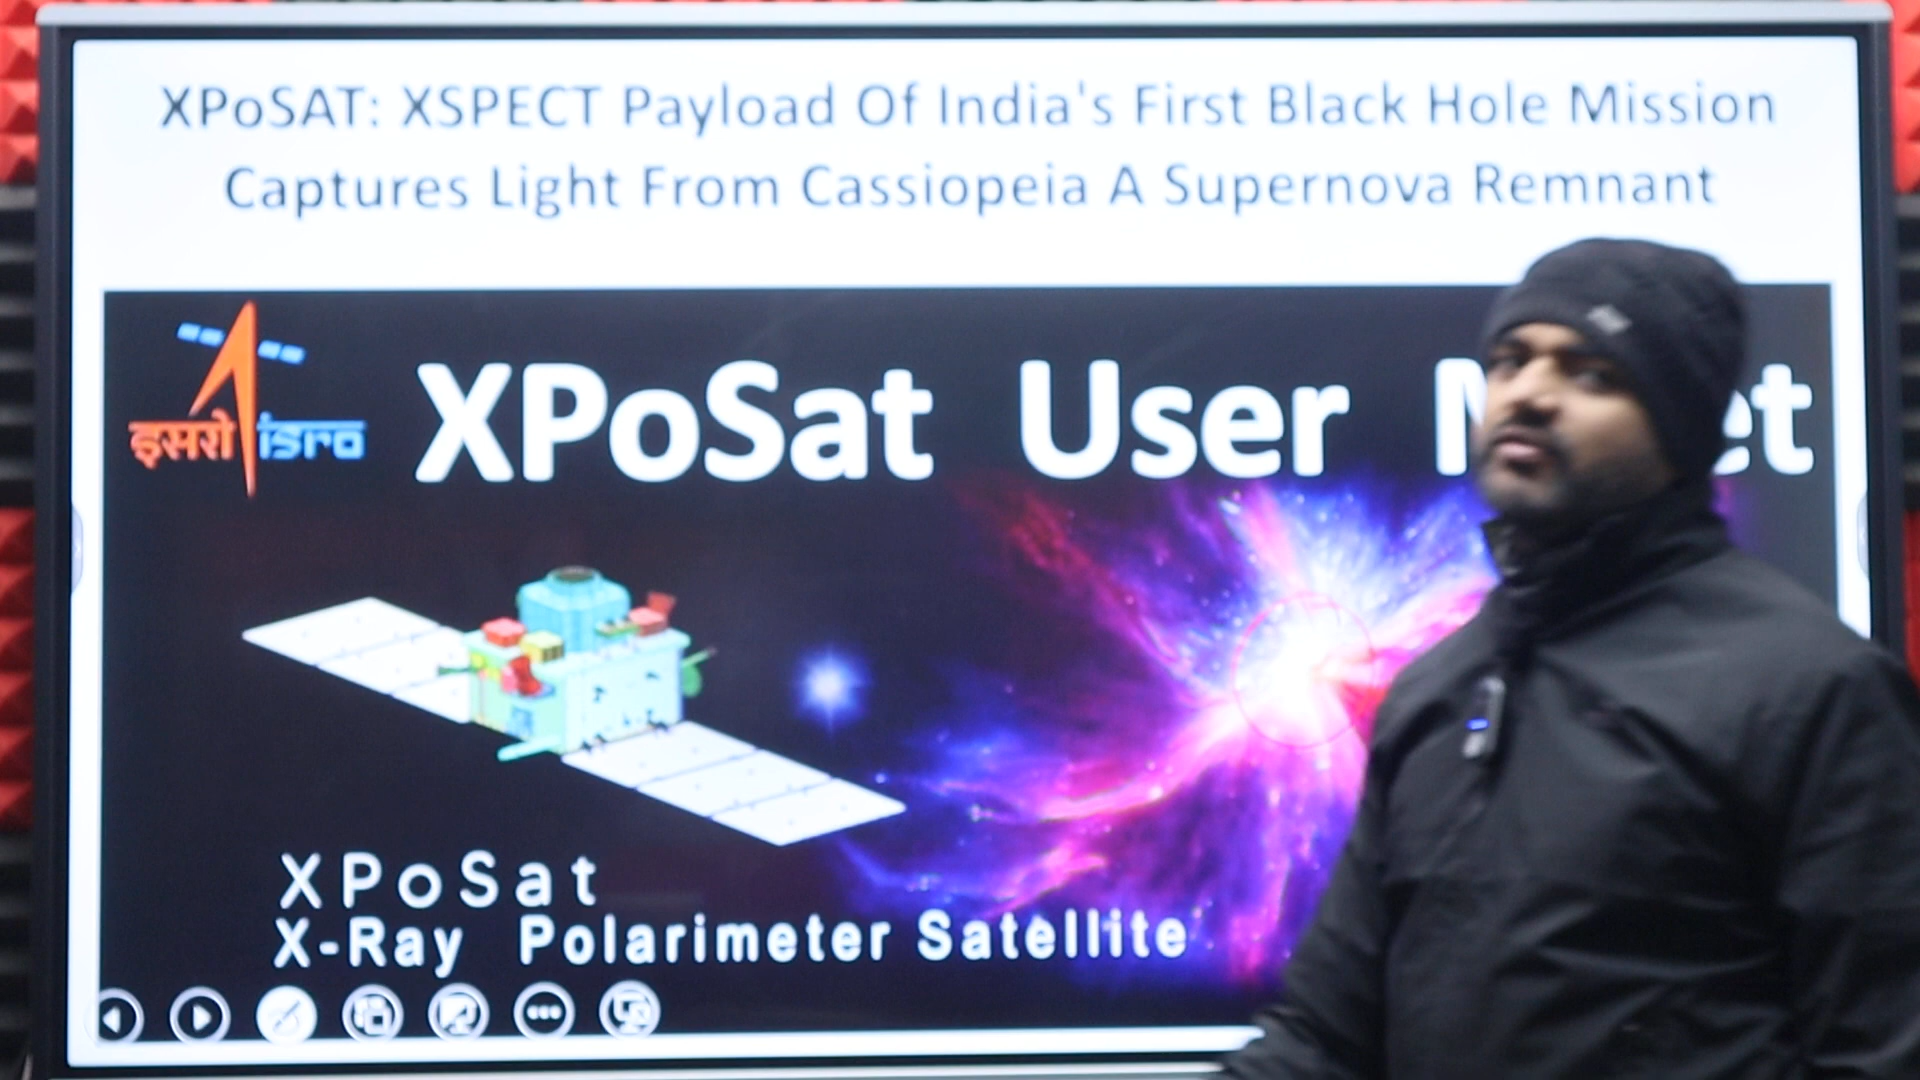 XPoSAT: XSPECT Payload Of India's First Black Hole Mission
Captures Light From Cassiopeia A Supernova Remnant
XPoSat User
इसरो isro
XPoSat
X-Ray Polarimeter Satellite